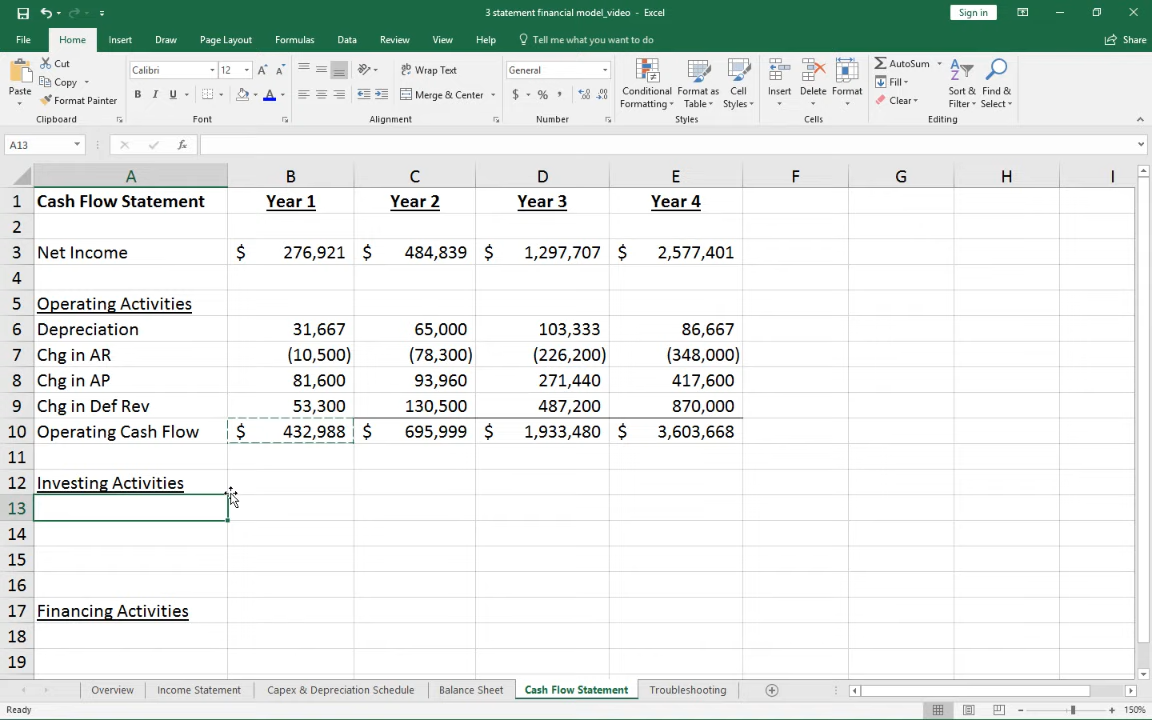 3 statement financial model_video - Excel
Sign in
File Home Insert Draw Page Layout Formulas Data Review View Help Tell me what you want to do Share
Paste Cut Copy Format Painter Clipboard
Calibri 12 A A B I U A Font
Wrap Text Merge & Center Alignment
General $ % , Number
Conditional Formatting Format as Table Cell Styles Styles
Insert Delete Format Cells
AutoSum Fill Clear Sort & Filter Find & Select Editing
A13 fx
A B C D E F G H I
1 Cash Flow Statement Year 1 Year 2 Year 3 Year 4
2
3 Net Income $ 276,921 $ 484,839 $ 1,297,707 $ 2,577,401
4
5 Operating Activities
6 Depreciation 31,667 65,000 103,333 86,667
7 Chg in AR (10,500) (78,300) (226,200) (348,000)
8 Chg in AP 81,600 93,960 271,440 417,600
9 Chg in Def Rev 53,300 130,500 487,200 870,000
10 Operating Cash Flow $ 432,988 $ 695,999 $ 1,933,480 $ 3,603,668
11
12 Investing Activities
13
14
15
16
17 Financing Activities
18
19
Overview Income Statement Capex & Depreciation Schedule Balance Sheet Cash Flow Statement Troubleshooting
Ready 150%